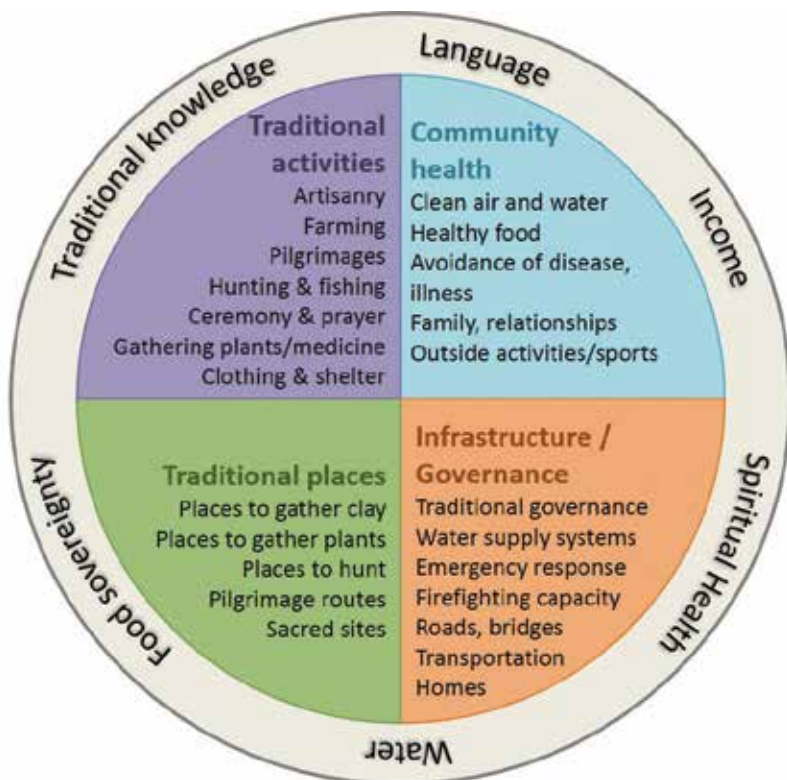 Language
Income
Spiritual Health
Water
Food sovereignty
Traditional knowledge
Traditional
activities
Artisanry
Farming
Pilgrimages
Hunting & fishing
Ceremony & prayer
Gathering plants/medicine
Clothing & shelter
Community
health
Clean air and water
Healthy food
Avoidance of disease,
illness
Family, relationships
Outside activities/sports
Traditional places
Places to gather clay
Places to gather plants
Places to hunt
Pilgrimage routes
Sacred sites
Infrastructure /
Governance
Traditional governance
Water supply systems
Emergency response
Firefighting capacity
Roads, bridges
Transportation
Homes